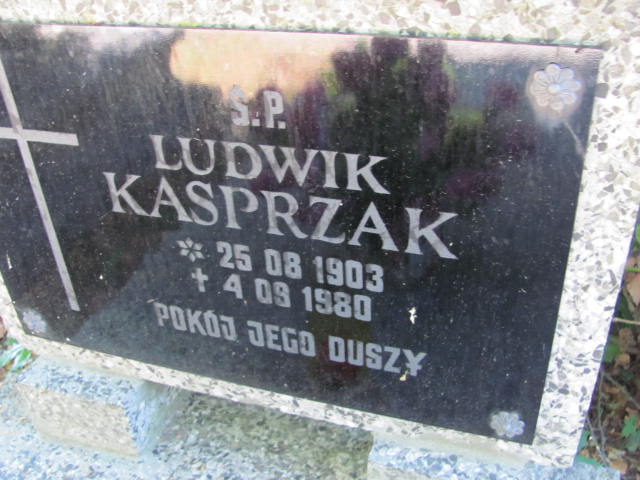 Ś.P.
LUDWIK
KASPRZAK
* 25 08 1903
✝ 4 09 1980
POKÓJ JEGO DUSZY